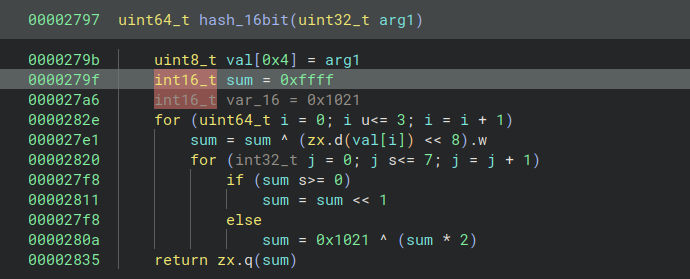 00002797 uint64_t hash_16bit(uint32_t arg1)
0000279b uint8_t val[0x4] = arg1
0000279f int16_t sum = 0xffff
000027a6 int16_t var_16 = 0x1021
0000282e for (uint64_t i = 0; i u<= 3; i = i + 1)
000027e1 sum = sum ^ (zx.d(val[i]) << 8).w
00002820 for (int32_t j = 0; j s<= 7; j = j + 1)
000027f8 if (sum s>= 0)
00002811 sum = sum << 1
000027f8 else
0000280a sum = 0x1021 ^ (sum * 2)
00002835 return zx.q(sum)